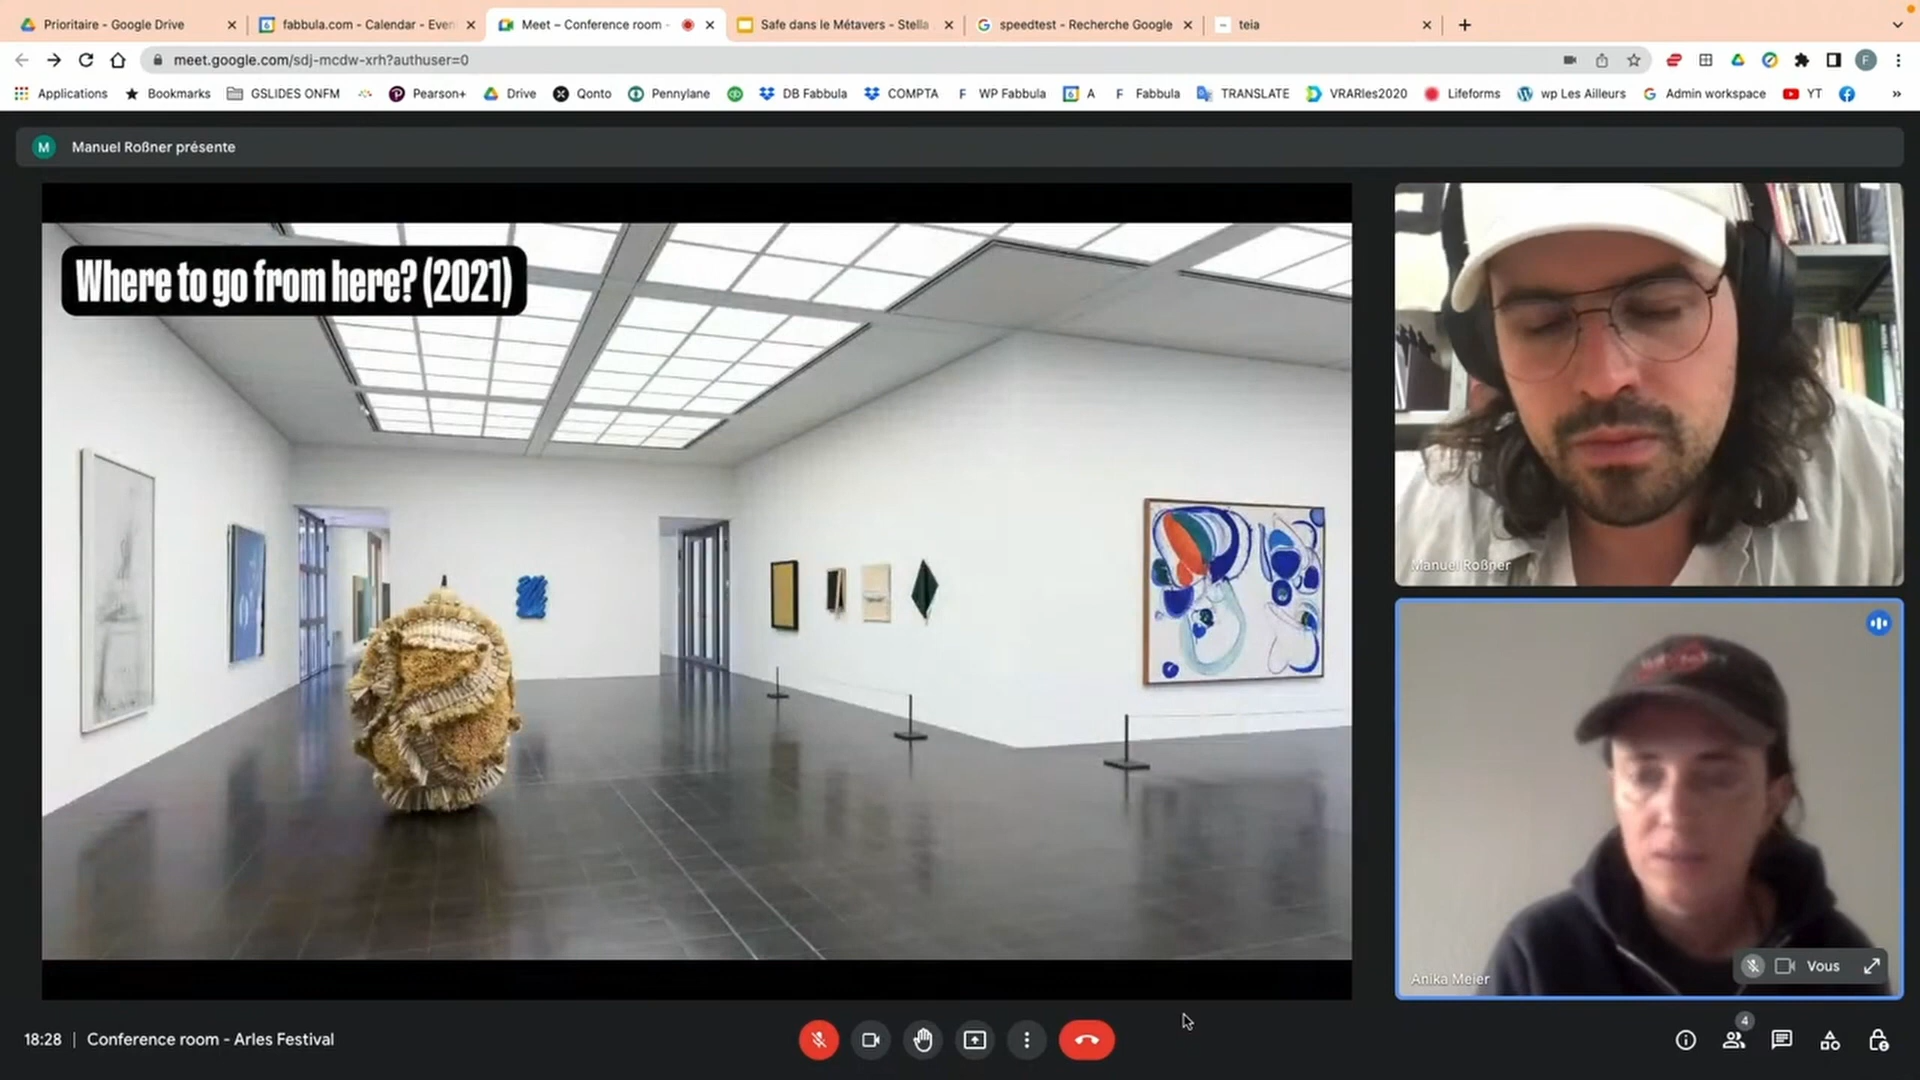 Prioritaire - Google Drive
fabbula.com - Calendar - Even
Meet – Conference room -
Safe dans le Métavers - Stella
speedtest - Recherche Google
teia
meet.google.com/sdj-mcdw-xrh?authuser=0
F
Applications
Bookmarks
GSLIDES ONFM
Pearson+
Drive
Qonto
Pennylane
DB Fabbula
COMPTA
F WP Fabbula
A
F Fabbula
TRANSLATE
VRARles2020
Lifeforms
wp Les Ailleurs
Admin workspace
YT
M Manuel Roßner présente
Where to go from here? (2021)
Manuel Roßner
Anika Meier
Vous
18:28 | Conference room - Arles Festival
4